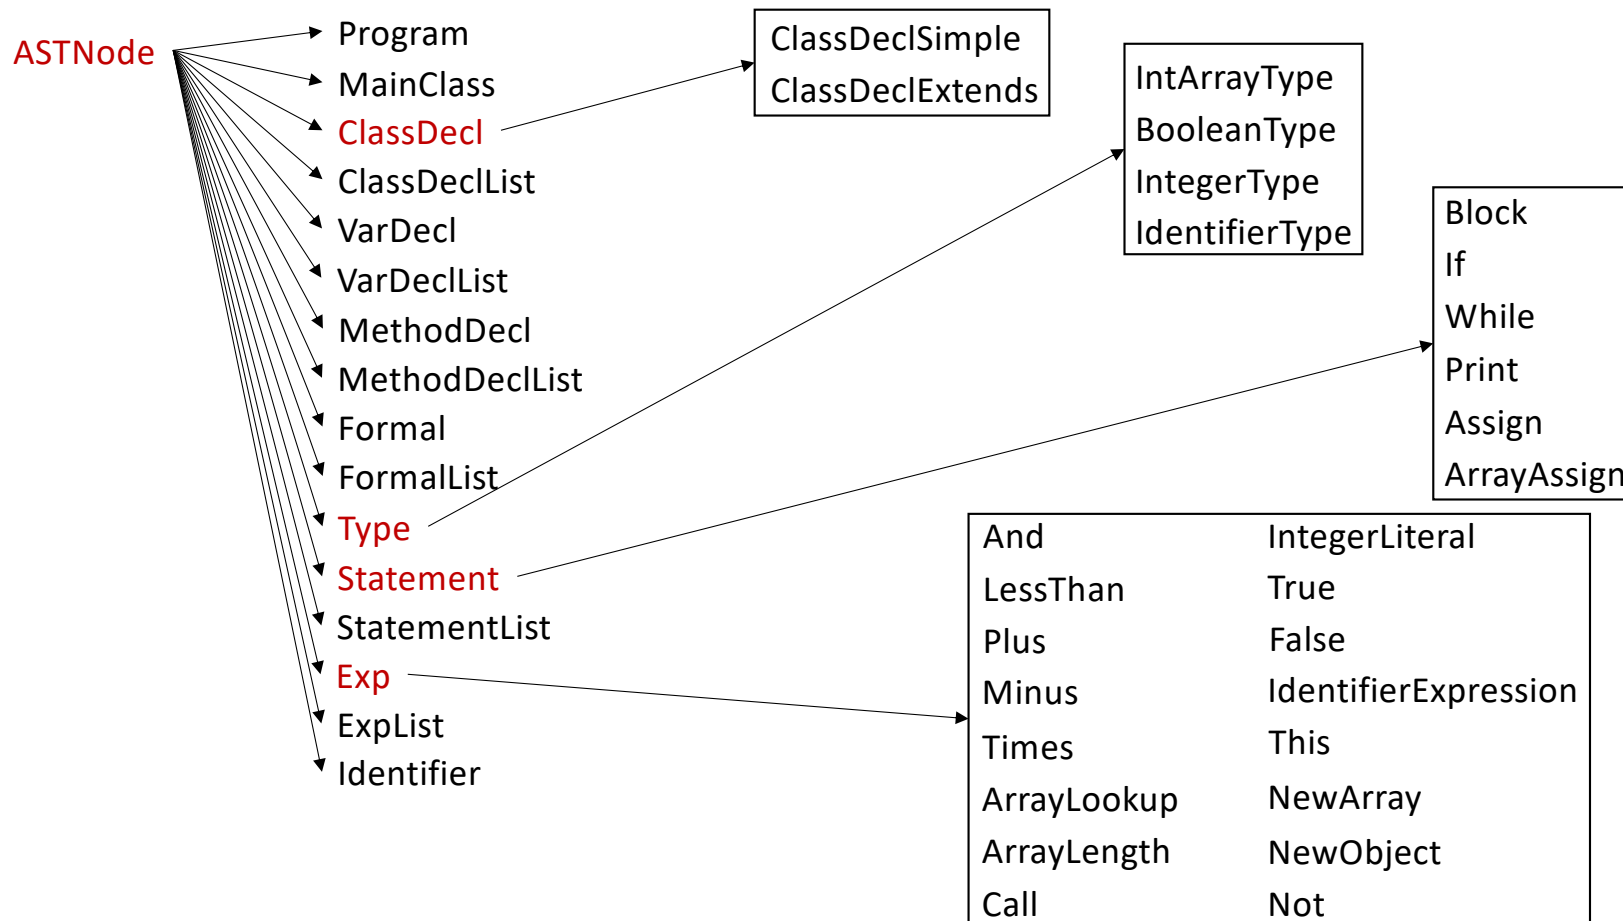 ASTNode
Program
MainClass
ClassDecl
ClassDeclList
VarDecl
VarDeclList
MethodDecl
MethodDeclList
Formal
FormalList
Type
Statement
StatementList
Exp
ExpList
Identifier
ClassDeclSimple
ClassDeclExtends
IntArrayType
BooleanType
IntegerType
IdentifierType
Block
If
While
Print
Assign
ArrayAssign
And
LessThan
Plus
Minus
Times
ArrayLookup
ArrayLength
Call
IntegerLiteral
True
False
IdentifierExpression
This
NewArray
NewObject
Not